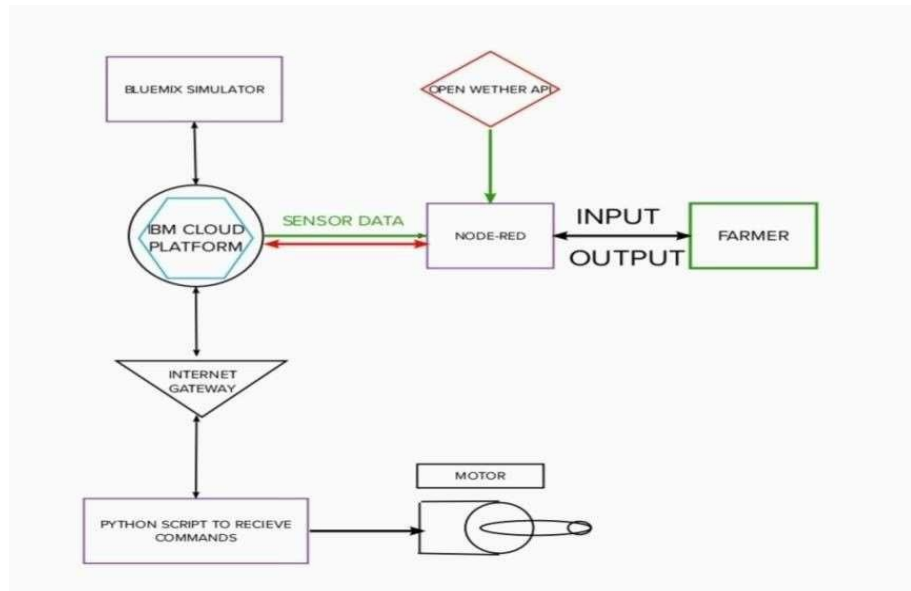 BLUEMIX SIMULATOR
OPEN WETHER API
IBM CLOUD
PLATFORM
SENSOR DATA
NODE-RED
INPUT
OUTPUT
FARMER
INTERNET
GATEWAY
MOTOR
PYTHON SCRIPT TO RECIEVE
COMMANDS